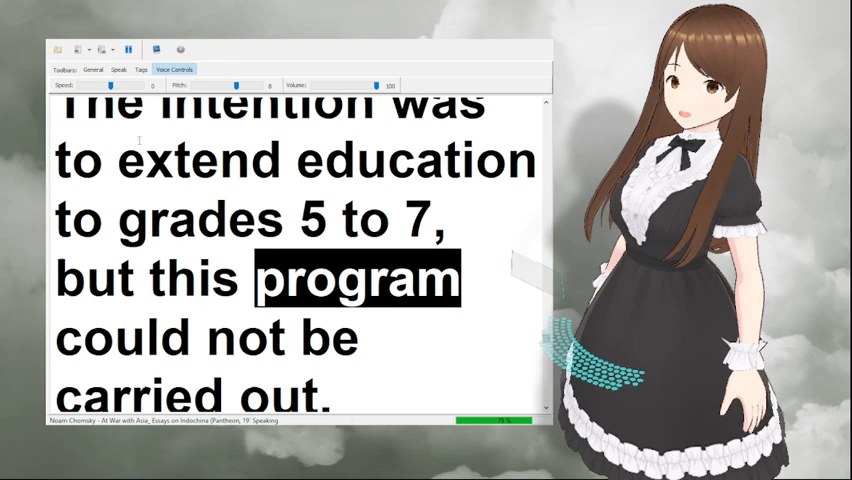 Toolbars: General Speak Tags Voice Controls
Speed: 0 Pitch: 8 Volume: 100
The intention was
to extend education
to grades 5 to 7,
but this program
could not be
carried out.
Noam Chomsky - At War with Asia_ Essays on Indochina (Pantheon, 19 Speaking 79 %